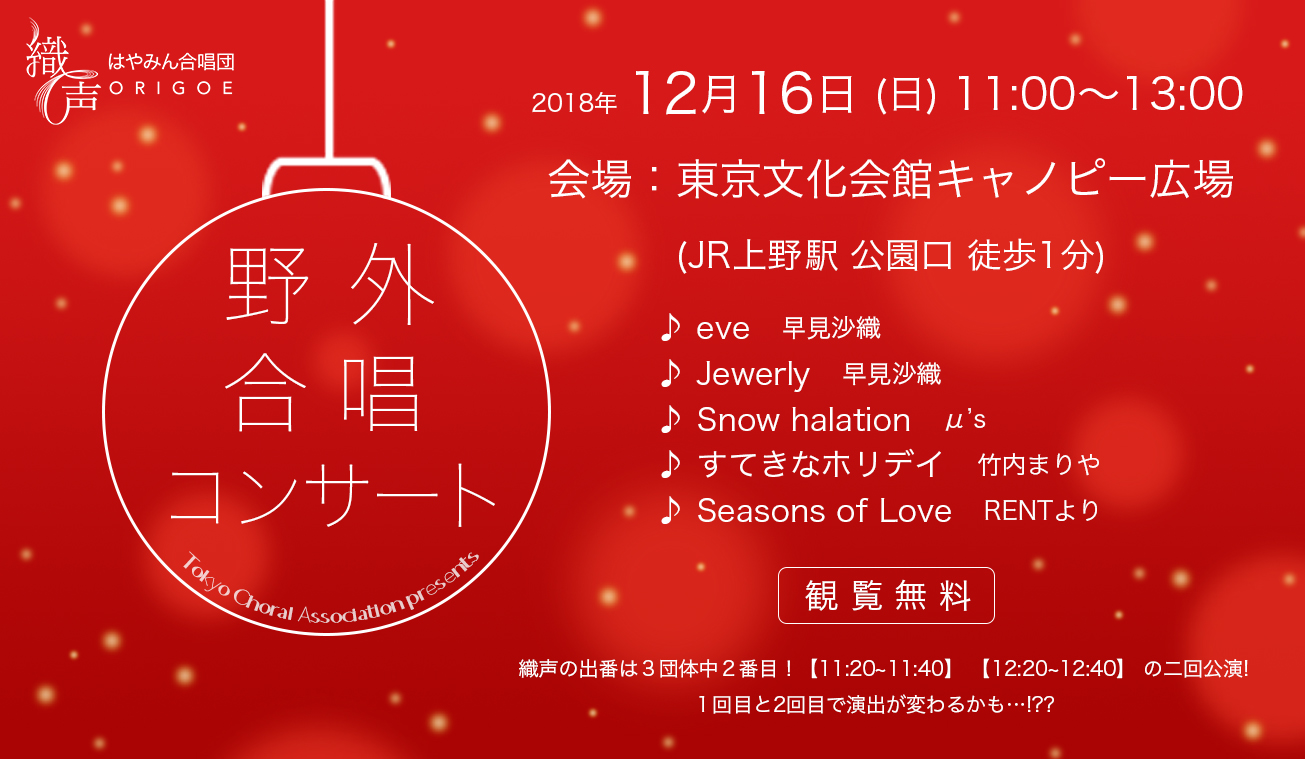 織声
はやみん合唱団
ORIGOE
2018年 12月16日 (日) 11:00〜13:00
会場：東京文化会館キャノピー広場
(JR上野駅 公園口 徒歩1分)
野外
合唱
コンサート
Tokyo Choral Association presents
♪ eve 早見沙織
♪ Jewerly 早見沙織
♪ Snow halation μ's
♪ すてきなホリデイ 竹内まりや
♪ Seasons of Love RENTより
観覧無料
織声の出番は３団体中２番目！【11:20~11:40】【12:20~12:40】 の二回公演!
１回目と2回目で演出が変わるかも…!??